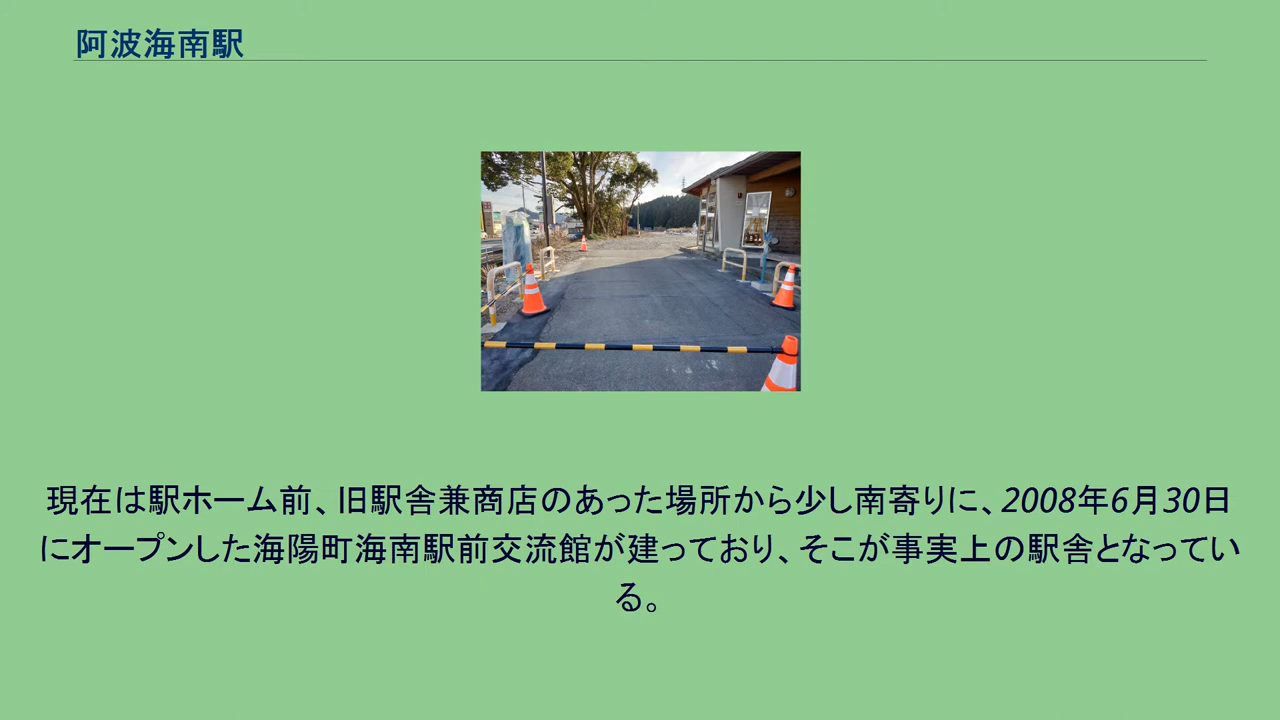 阿波海南駅
現在は駅ホーム前、旧駅舎兼商店のあった場所から少し南寄りに、2008年6月30日
にオープンした海陽町海南駅前交流館が建っており、そこが事実上の駅舎となってい
る。